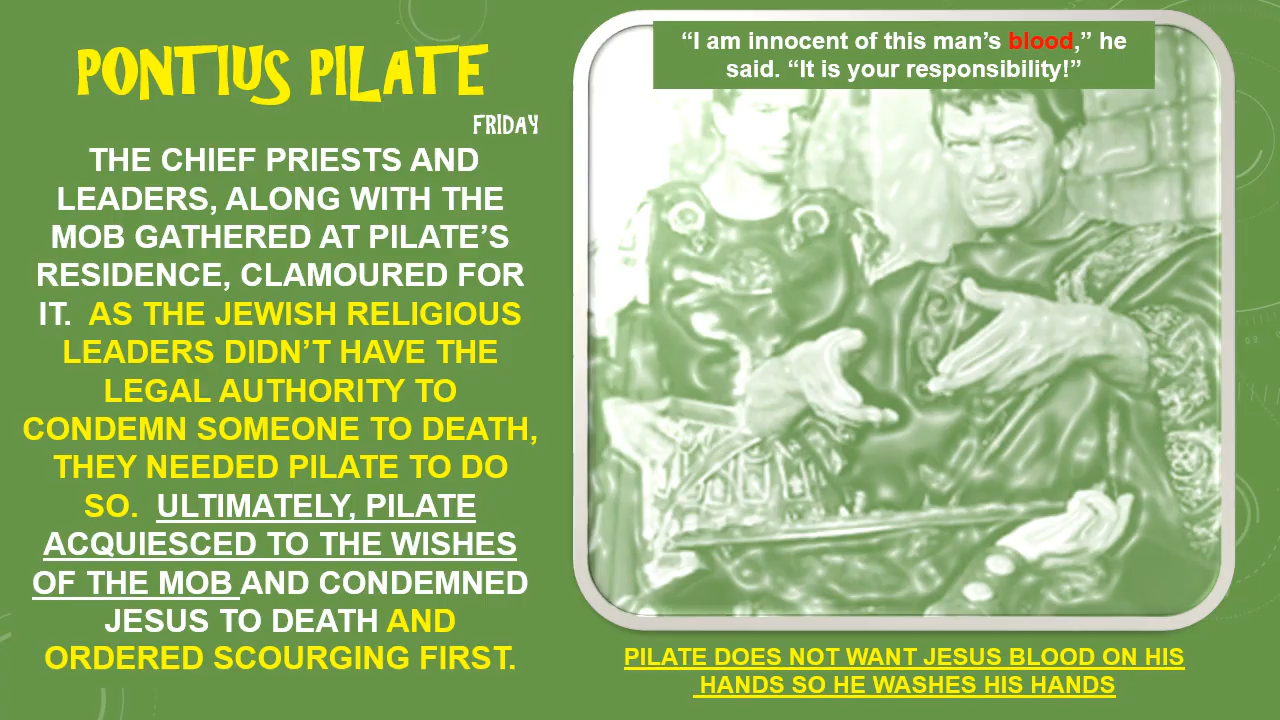 PONTIUS PILATE
FRIDAY
THE CHIEF PRIESTS AND
LEADERS, ALONG WITH THE
MOB GATHERED AT PILATE’S
RESIDENCE, CLAMOURED FOR
IT.  AS THE JEWISH RELIGIOUS
LEADERS DIDN’T HAVE THE
LEGAL AUTHORITY TO
CONDEMN SOMEONE TO DEATH,
THEY NEEDED PILATE TO DO
SO.  ULTIMATELY, PILATE
ACQUIESCED TO THE WISHES
OF THE MOB AND CONDEMNED
JESUS TO DEATH AND
ORDERED SCOURGING FIRST.
“I am innocent of this man’s blood,” he
said. “It is your responsibility!”
PILATE DOES NOT WANT JESUS BLOOD ON HIS
HANDS SO HE WASHES HIS HANDS